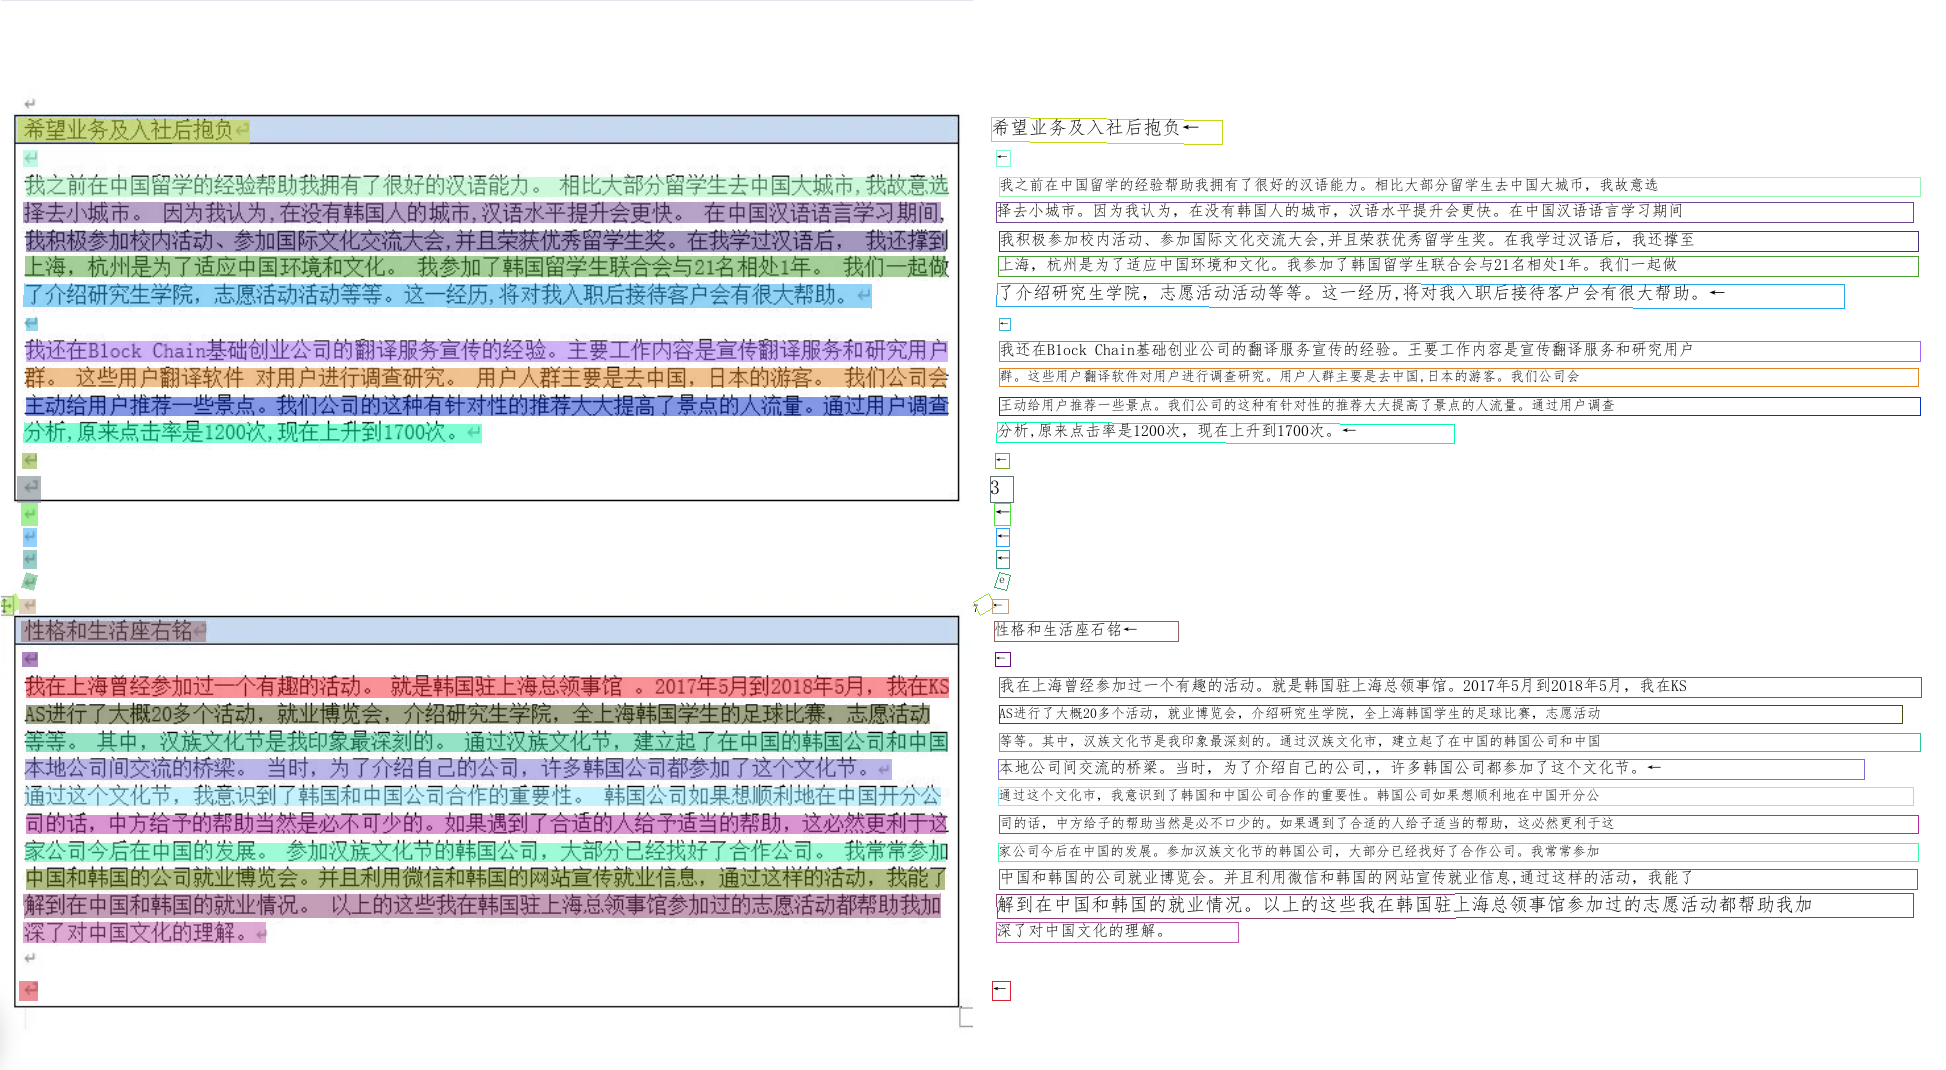 希望业务及入社后抱负↵
我之前在中国留学的经验帮助我拥有了很好的汉语能力。 相比大部分留学生去中国大城市,我故意选
择去小城市。 因为我认为,在没有韩国人的城市,汉语水平提升会更快。 在中国汉语语言学习期间,
我积极参加校内活动、参加国际文化交流大会,并且荣获优秀留学生奖。在我学过汉语后， 我还撑到
上海，杭州是为了适应中国环境和文化。 我参加了韩国留学生联合会与21名相处1年。 我们一起做
了介绍研究生学院，志愿活动活动等等。这一经历,将对我入职后接待客户会有很大帮助。↵
我还在Block Chain基础创业公司的翻译服务宣传的经验。主要工作内容是宣传翻译服务和研究用户
群。 这些用户翻译软件 对用户进行调查研究。 用户人群主要是去中国，日本的游客。 我们公司会
主动给用户推荐一些景点。我们公司的这种有针对性的推荐大大提高了景点的人流量。通过用户调查
分析,原来点击率是1200次,现在上升到1700次。↵
性格和生活座右铭↵
我在上海曾经参加过一个有趣的活动。 就是韩国驻上海总领事馆 。2017年5月到2018年5月，我在KS
AS进行了大概20多个活动，就业博览会，介绍研究生学院，全上海韩国学生的足球比赛，志愿活动
等等。 其中，汉族文化节是我印象最深刻的。 通过汉族文化节，建立起了在中国的韩国公司和中国
本地公司间交流的桥梁。 当时，为了介绍自己的公司，许多韩国公司都参加了这个文化节。↵
通过这个文化节，我意识到了韩国和中国公司合作的重要性。 韩国公司如果想顺利地在中国开分公
司的话，中方给予的帮助当然是必不可少的。如果遇到了合适的人给予适当的帮助，这必然更利于这
家公司今后在中国的发展。 参加汉族文化节的韩国公司，大部分已经找好了合作公司。 我常常参加
中国和韩国的公司就业博览会。并且利用微信和韩国的网站宣传就业信息，通过这样的活动，我能了
解到在中国和韩国的就业情况。 以上的这些我在韩国驻上海总领事馆参加过的志愿活动都帮助我加
深了对中国文化的理解。↵
希望业务及入社后抱负←
←
我之前在中国留学的经验帮助我拥有了很好的汉语能力。相比大部分留学生去中国大城币，我故意选
择去小城市。因为我认为，在没有韩国人的城市，汉语水平提升会更快。在中国汉语语言学习期间
我积极参加校内活动、参加国际文化交流大会,并且荣获优秀留学生奖。在我学过汉语后，我还撑至
上海，杭州是为了适应中国环境和文化。我参加了韩国留学生联合会与21名相处1年。我们一起做
了介绍研究生学院，志愿活动活动等等。这一经历,将对我入职后接待客户会有很大帮助。←
←
我还在Block Chain基础创业公司的翻译服务宣传的经验。王要工作内容是宣传翻译服务和研究用户
群。这些用户翻译软件对用户进行调查研究。用户人群主要是去中国,日本的游客。我们公司会
王动给用户推荐一些景点。我们公司的这种有针对性的推荐大大提高了景点的人流量。通过用户调查
分析,原来点击率是1200次，现在上升到1700次。←
←
3
←
←
←
e
7
←
性格和生活座石铭←
←
我在上海曾经参加过一个有趣的活动。就是韩国驻上海总领事馆。2017年5月到2018年5月，我在KS
AS进行了大概20多个活动，就业博览会，介绍研究生学院，全上海韩国学生的足球比赛，志愿活动
等等。其中，汉族文化节是我印象最深刻的。通过汉族文化市，建立起了在中国的韩国公司和中国
本地公司间交流的桥梁。当时，为了介绍自己的公司,，许多韩国公司都参加了这个文化节。←
通过这个文化市，我意识到了韩国和中国公司合作的重要性。韩国公司如果想顺利地在中国开分公
司的话，中方给子的帮助当然是必不口少的。如果遇到了合适的人给子适当的帮助，这必然更利于这
家公司今后在中国的发展。参加汉族文化节的韩国公司，大部分已经找好了合作公司。我常常参加
中国和韩国的公司就业博览会。并且利用微信和韩国的网站宣传就业信息,通过这样的活动，我能了
解到在中国和韩国的就业情况。以上的这些我在韩国驻上海总领事馆参加过的志愿活动都帮助我加
深了对中国文化的理解。
←